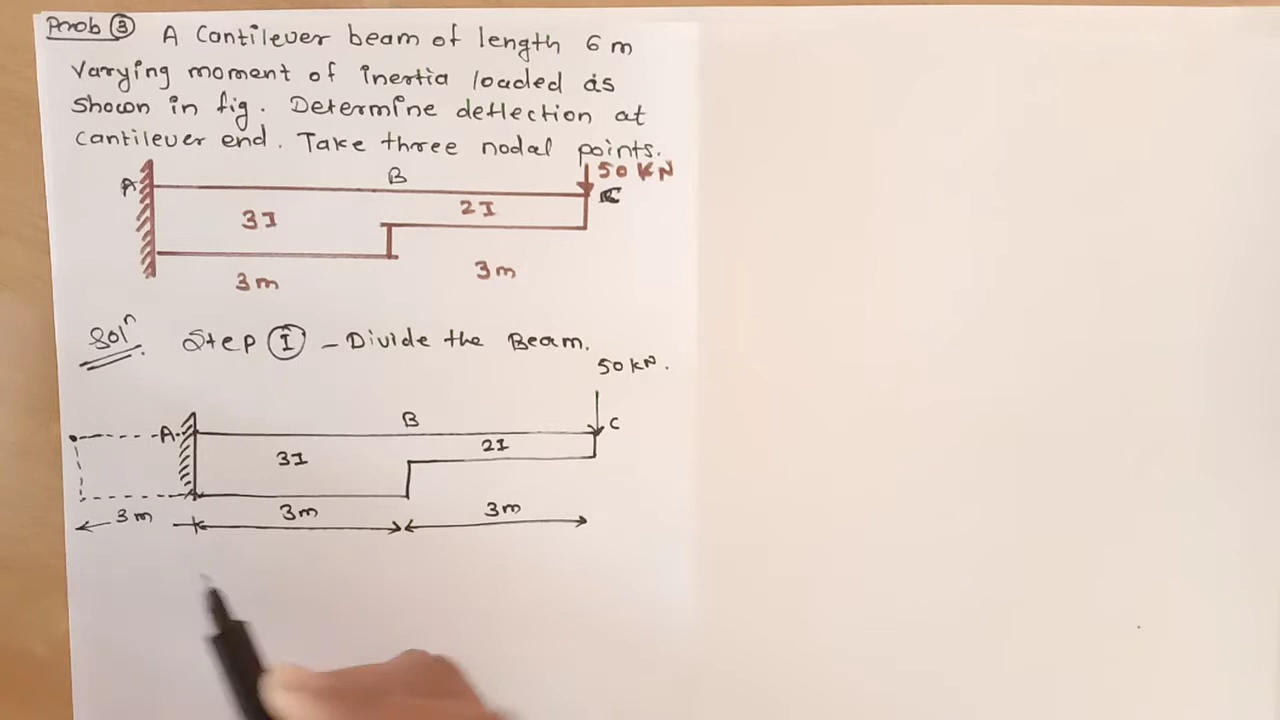 Prob ③ A Cantilever beam of length 6 m
Varying moment of inertia loaded as
shown in fig. Determine deflection at
cantilever end. Take three nodal points.
50 KN
A
B
C
3I
2I
3m
3m
Solⁿ. Step Ⓘ - Divide the Beam.
50 kN.
A
B
C
3I
2I
3m
3m
3m